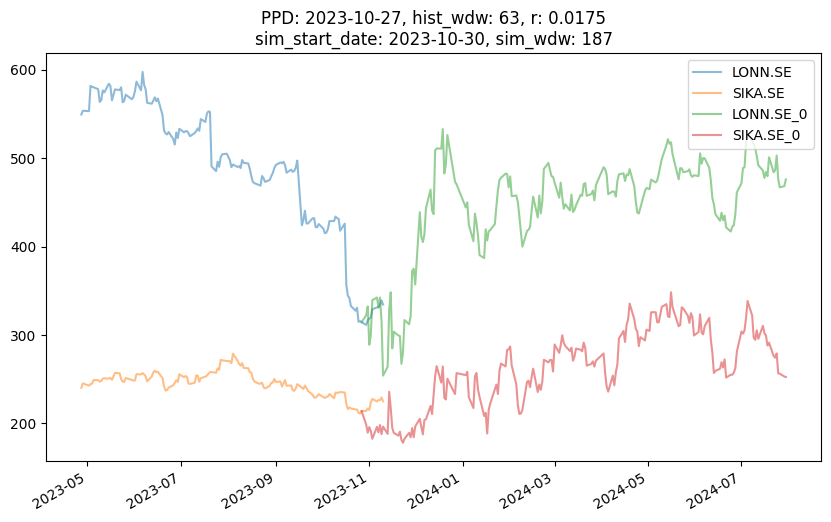 PPD: 2023-10-27, hist_wdw: 63, r: 0.0175
sim_start_date: 2023-10-30, sim_wdw: 187
LONN.SE
SIKA.SE
LONN.SE_0
SIKA.SE_0
600
500
400
300
200
2023-05
2023-07
2023-09
2023-11
2024-01
2024-03
2024-05
2024-07